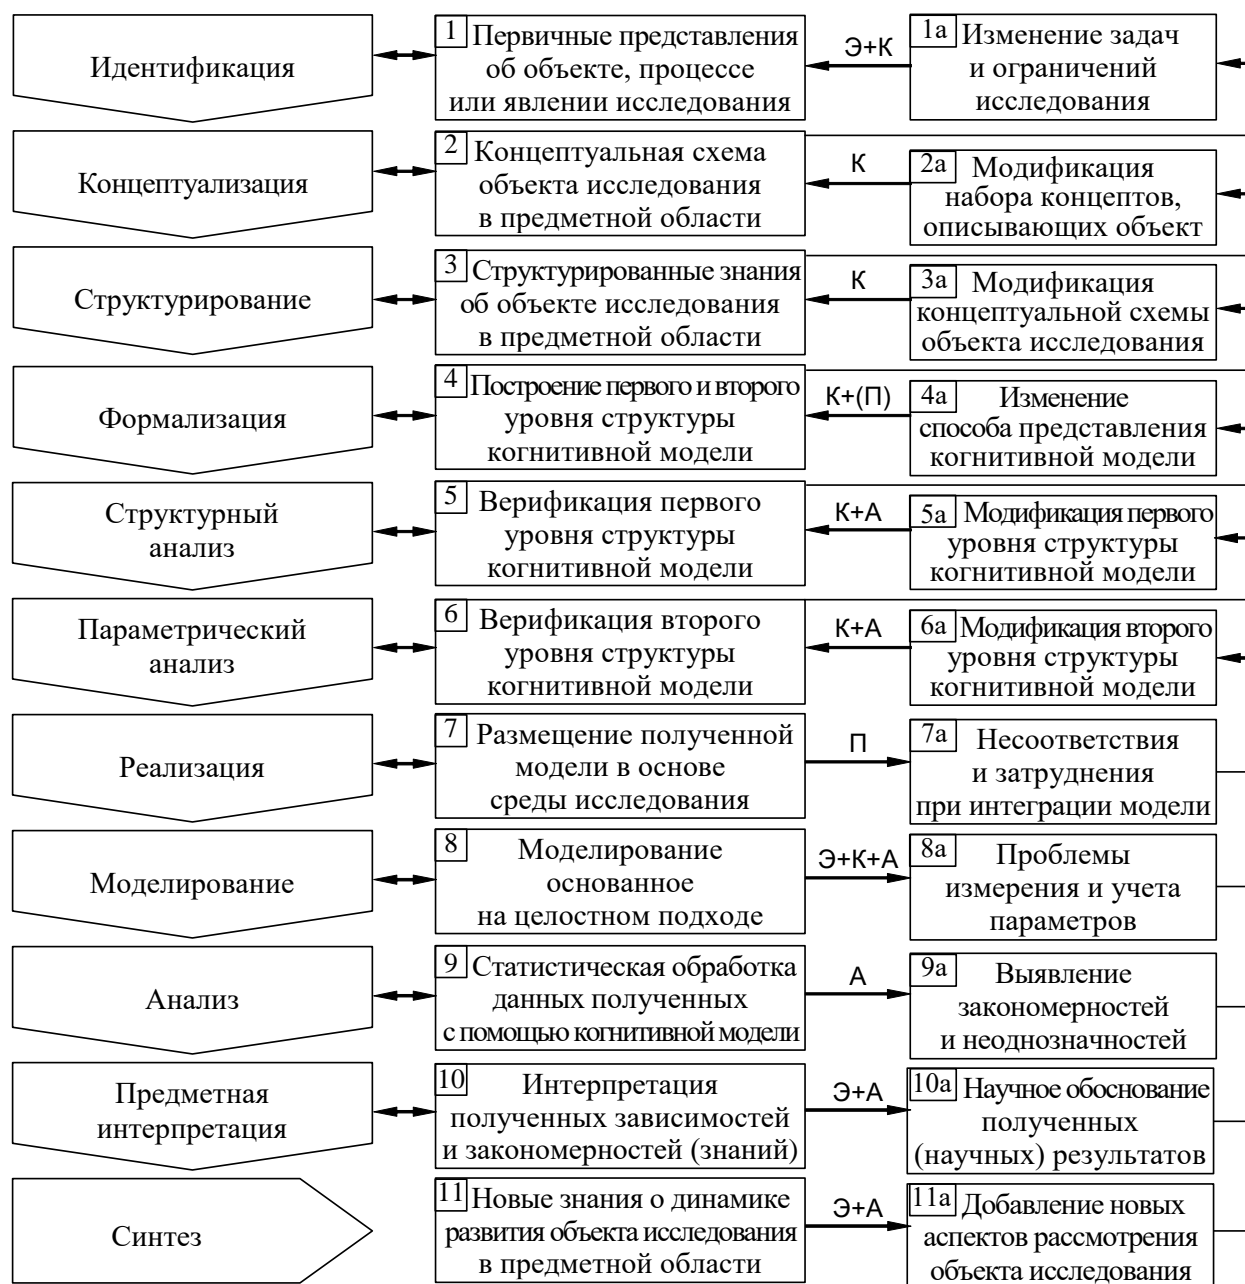 Идентификация
1 Первичные представления
об объекте, процессе
или явлении исследования
Э+К
1а Изменение задач
и ограничений
исследования
Концептуализация
2 Концептуальная схема
объекта исследования
в предметной области
К
2а Модификация
набора концептов,
описывающих объект
Структурирование
3 Структурированные знания
об объекте исследования
в предметной области
К
3а Модификация
концептуальной схемы
объекта исследования
Формализация
4 Построение первого и второго
уровня структуры
когнитивной модели
К+(П)
4а Изменение
способа представления
когнитивной модели
Структурный
анализ
5 Верификация первого
уровня структуры
когнитивной модели
К+А
5а Модификация первого
уровня структуры
когнитивной модели
Параметрический
анализ
6 Верификация второго
уровня структуры
когнитивной модели
К+А
6а Модификация второго
уровня структуры
когнитивной модели
Реализация
7 Размещение полученной
модели в основе
среды исследования
П
7а Несоответствия
и затруднения
при интеграции модели
Моделирование
8 Моделирование
основанное
на целостном подходе
Э+К+А
8а Проблемы
измерения и учета
параметров
Анализ
9 Статистическая обработка
данных полученных
с помощью когнитивной модели
А
9а Выявление
закономерностей
и неоднозначностей
Предметная
интерпретация
10 Интерпретация
полученных зависимостей
и закономерностей (знаний)
Э+А
10а Научное обоснование
полученных
(научных) результатов
Синтез
11 Новые знания о динамике
развития объекта исследования
в предметной области
Э+А
11а Добавление новых
аспектов рассмотрения
объекта исследования